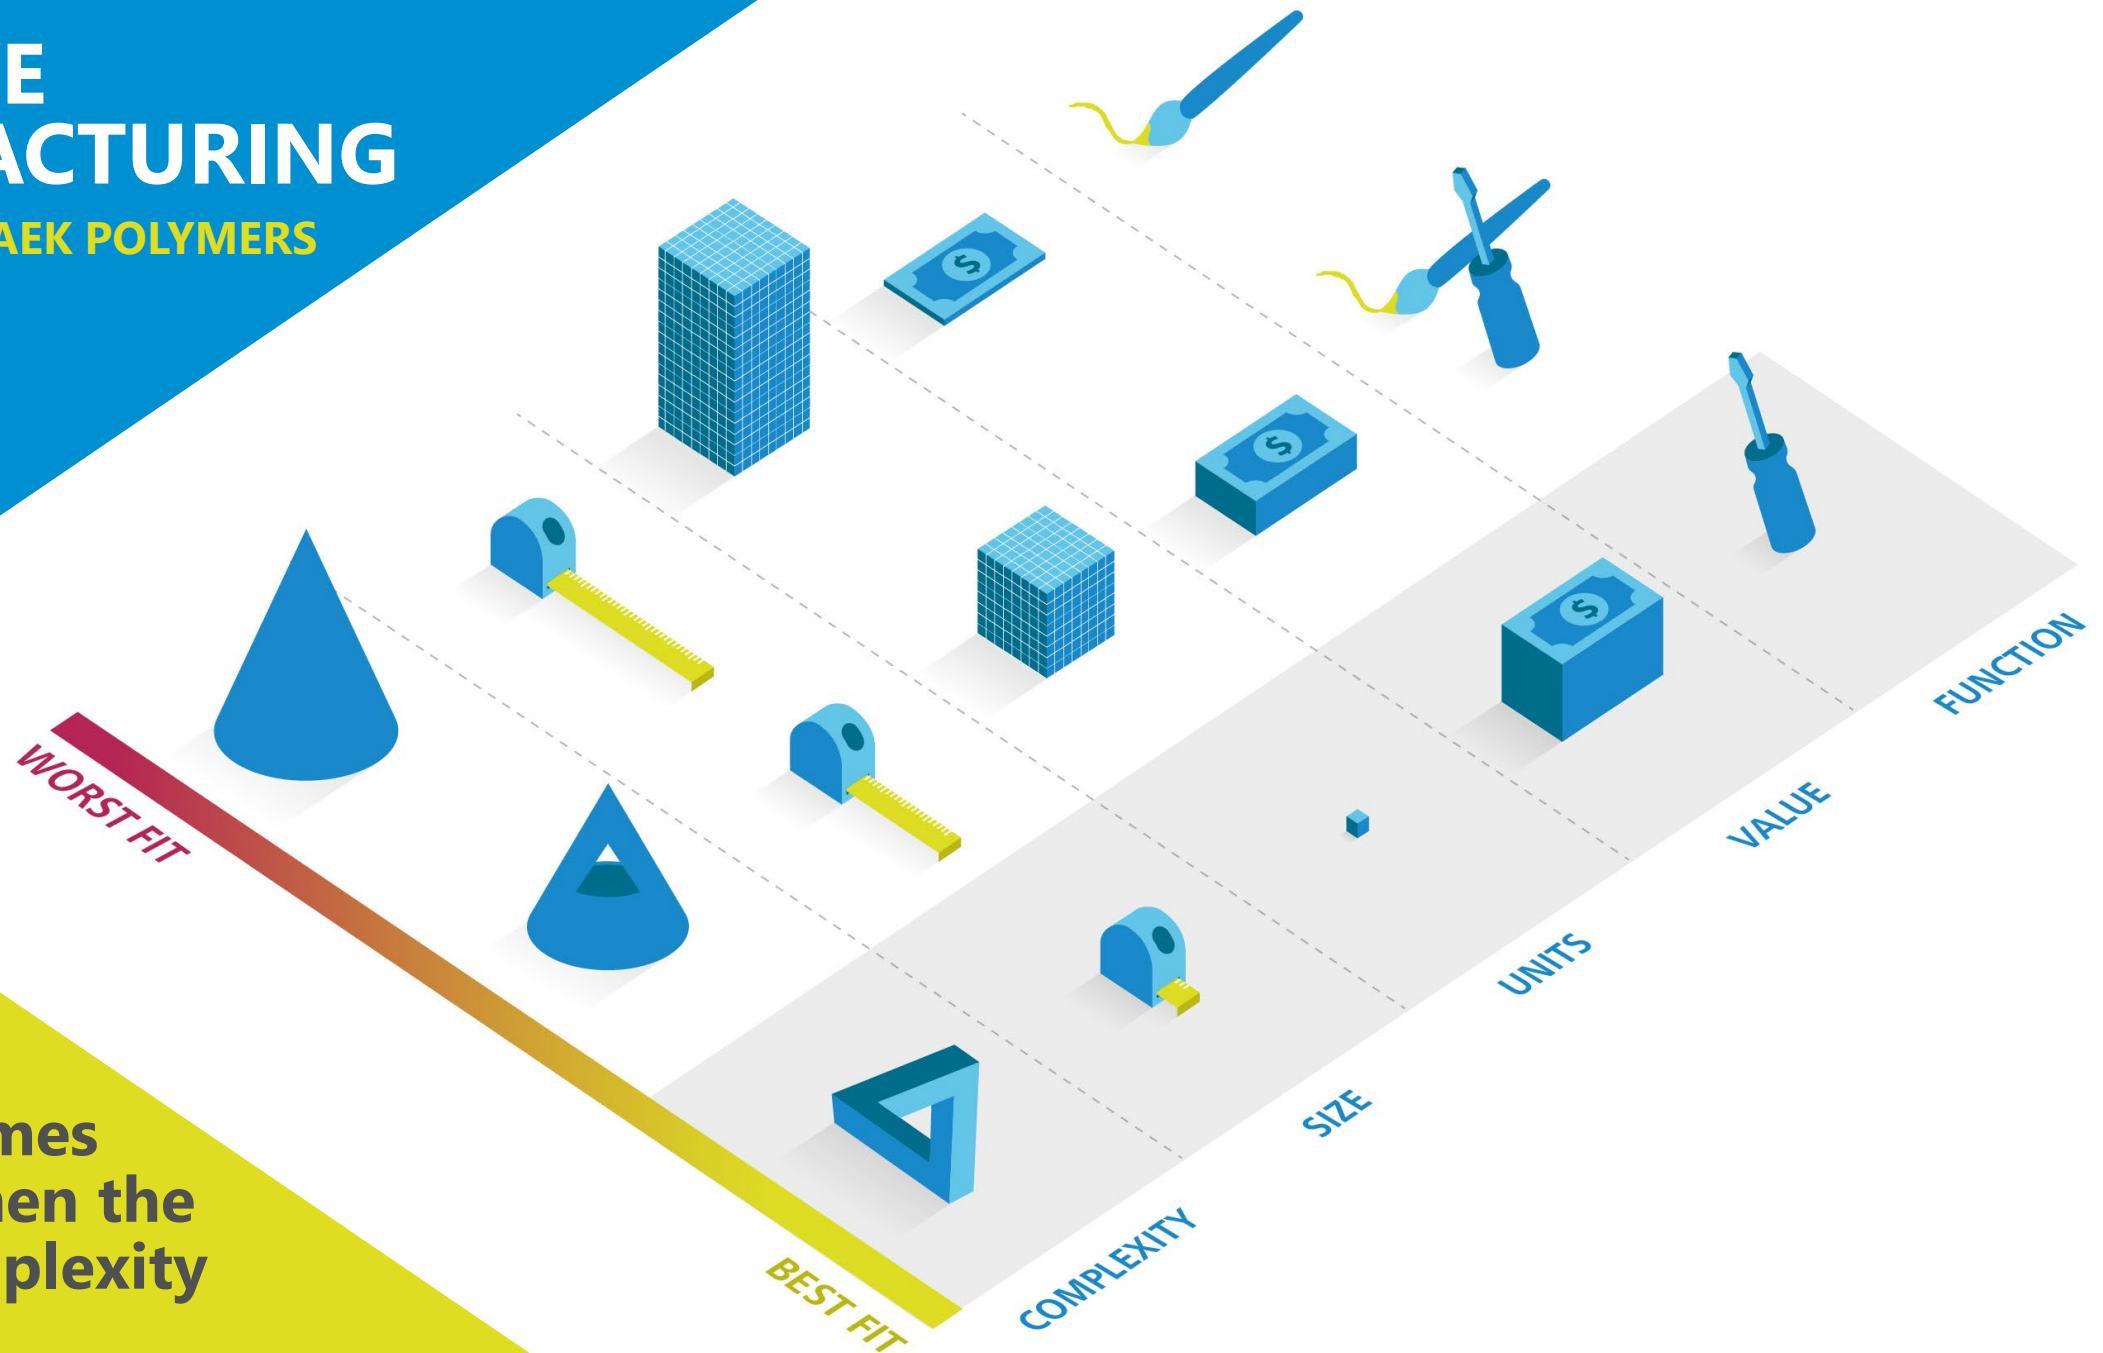 E
ACTURING
AEK POLYMERS
WORST FIT
BEST FIT
COMPLEXITY
SIZE
UNITS
VALUE
FUNCTION
mes
en the
plexity